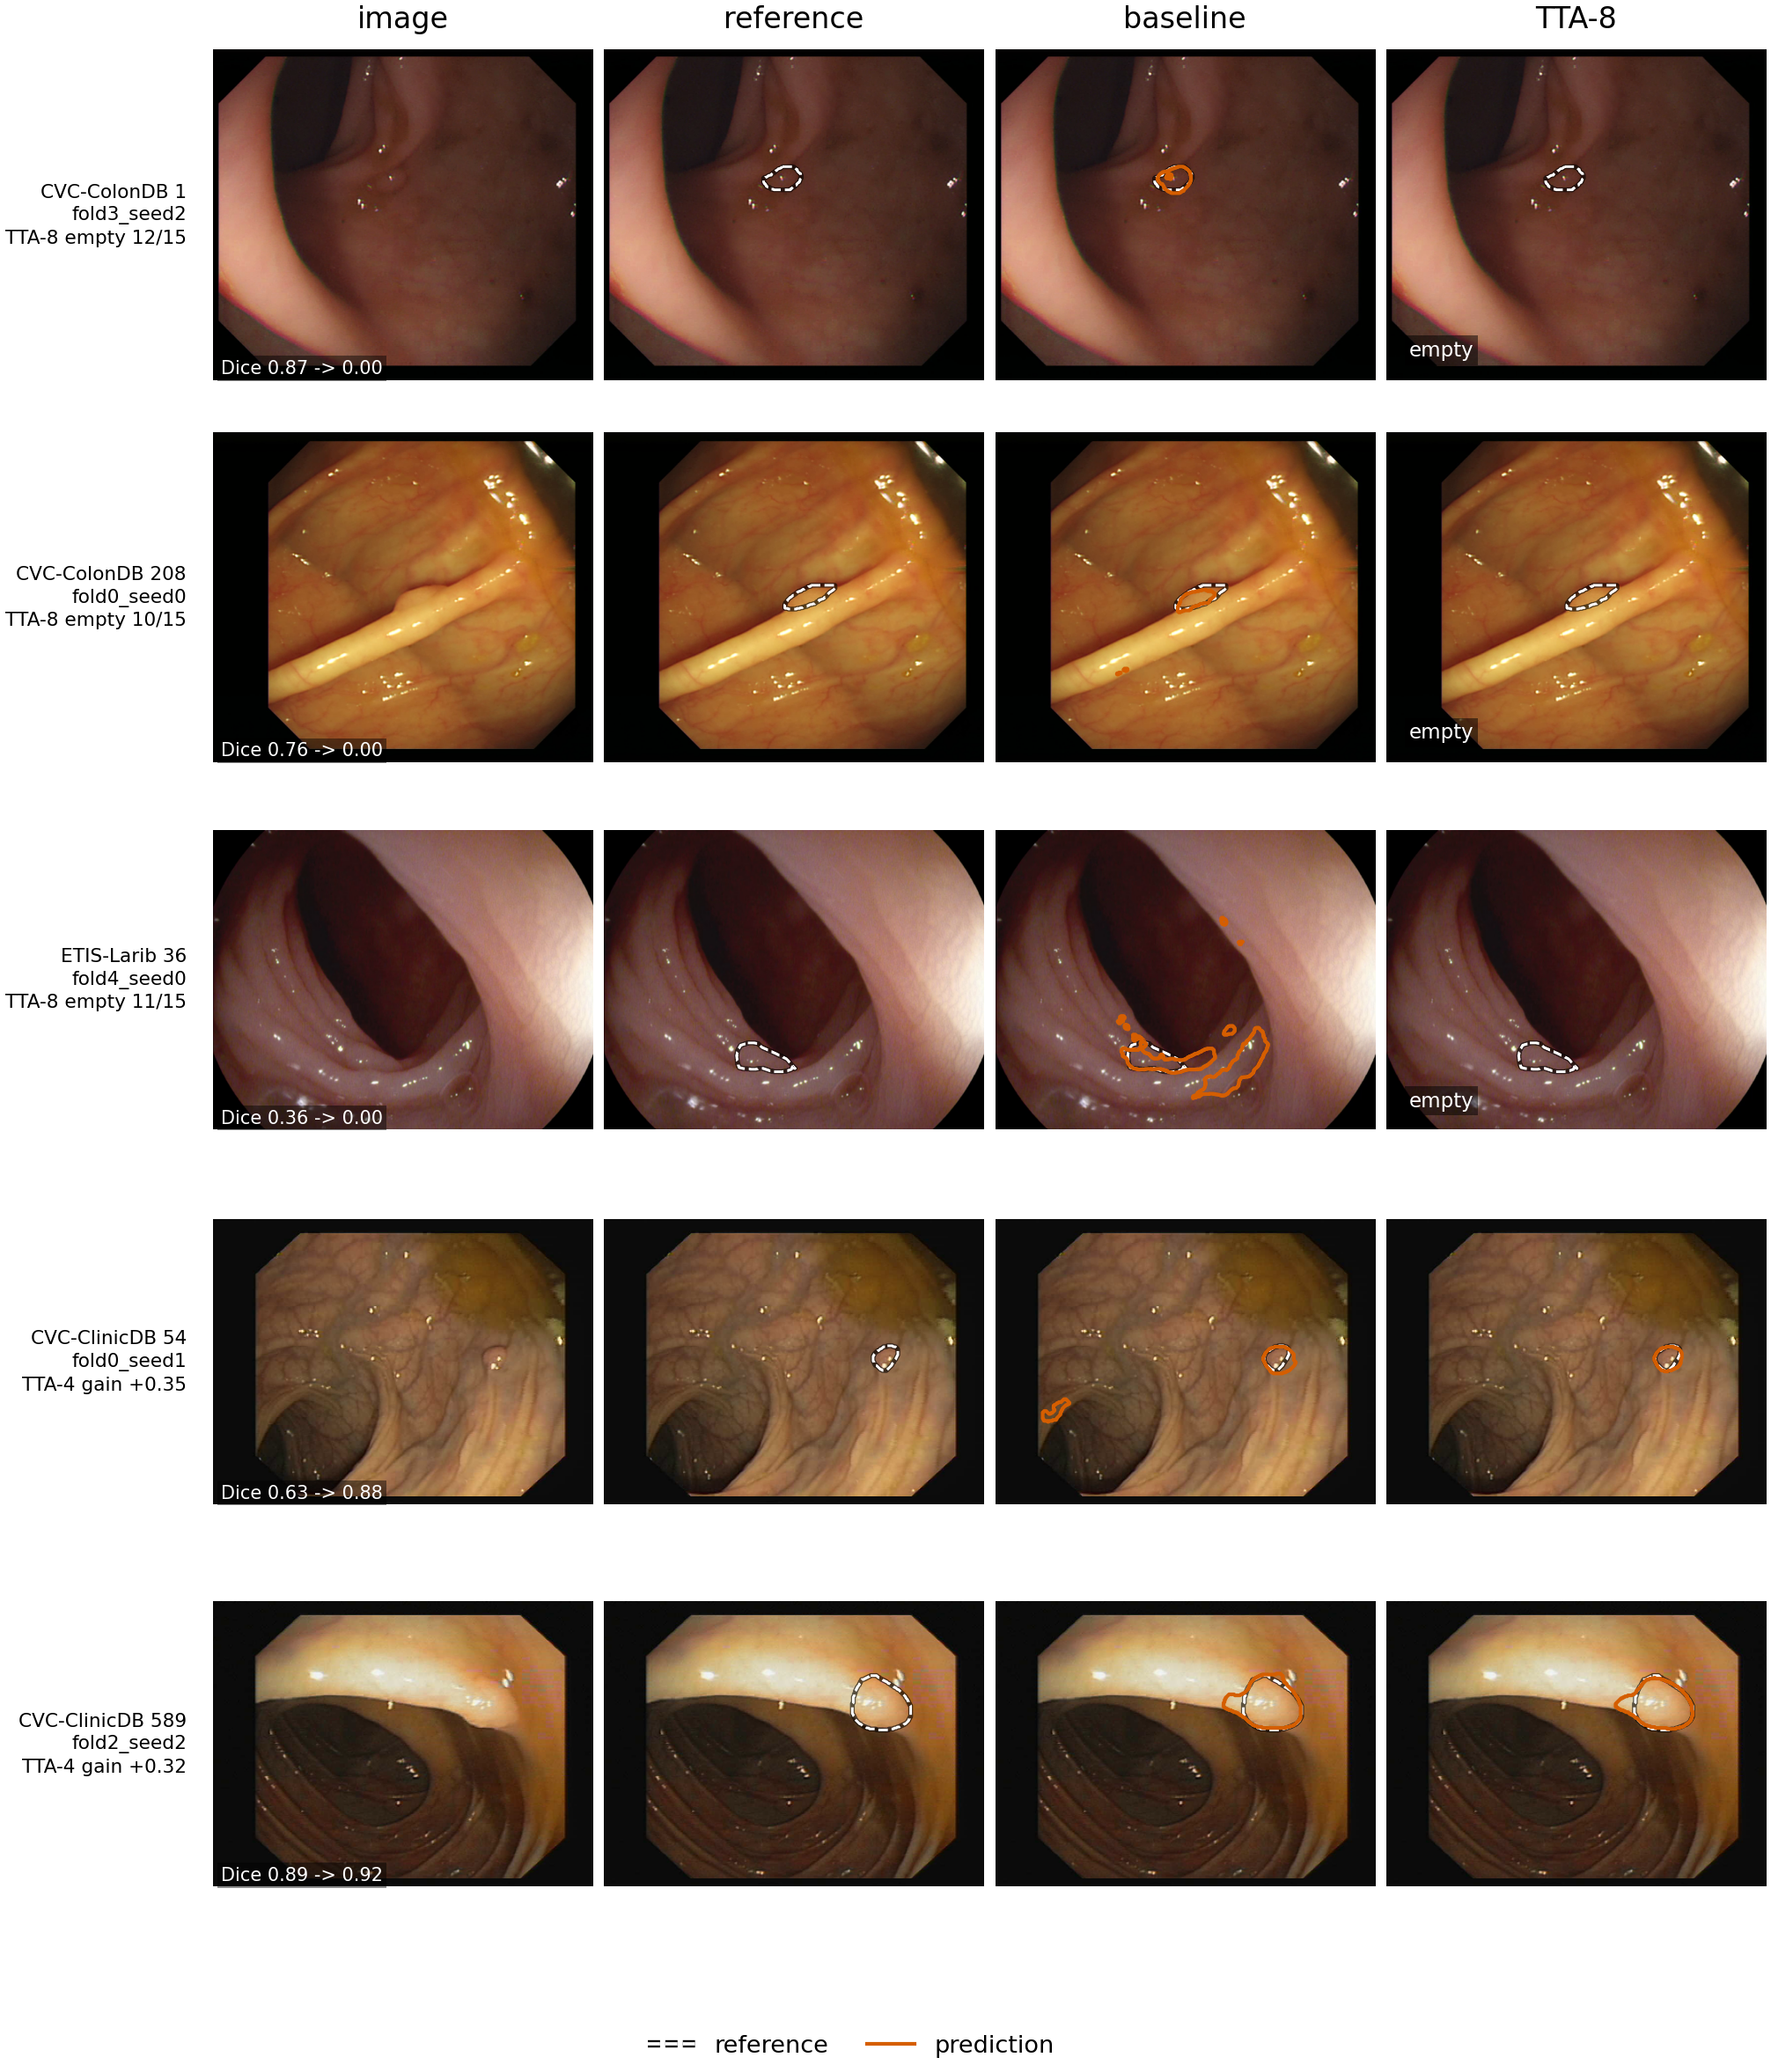 image
reference
baseline
TTA-8
CVC-ColonDB 1
fold3_seed2
TTA-8 empty 12/15
Dice 0.87 -> 0.00
empty
CVC-ColonDB 208
fold0_seed0
TTA-8 empty 10/15
Dice 0.76 -> 0.00
empty
ETIS-Larib 36
fold4_seed0
TTA-8 empty 11/15
Dice 0.36 -> 0.00
empty
CVC-ClinicDB 54
fold0_seed1
TTA-4 gain +0.35
Dice 0.63 -> 0.88
CVC-ClinicDB 589
fold2_seed2
TTA-4 gain +0.32
Dice 0.89 -> 0.92
=== reference
prediction